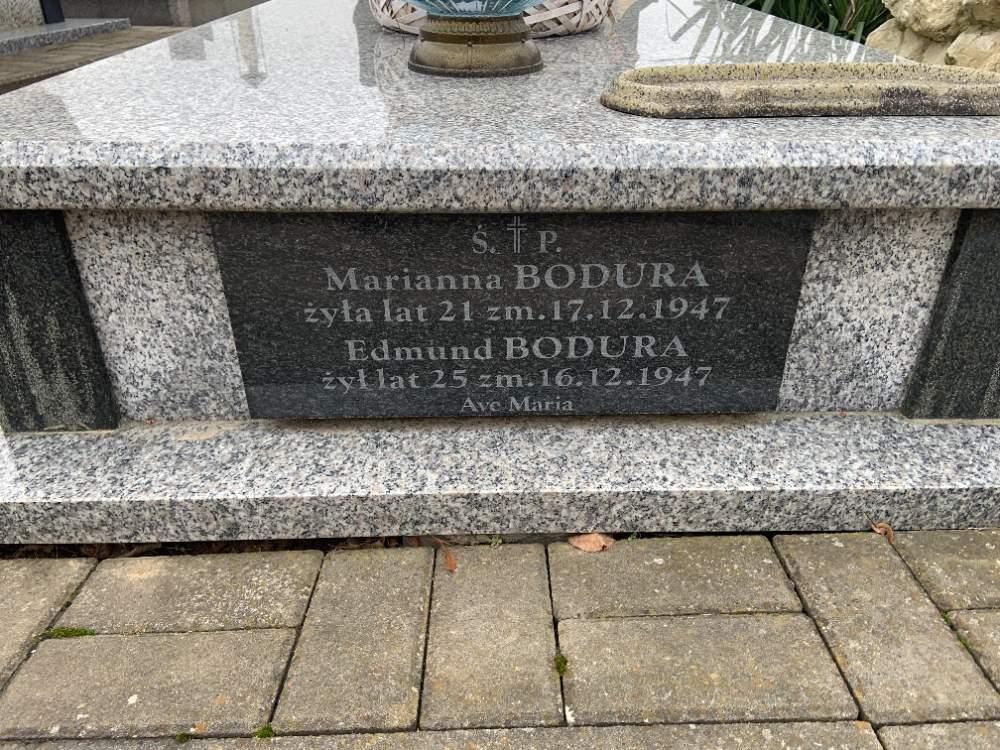 Ś. † P.
Marianna BODURA
żyła lat 21 zm.17.12.1947
Edmund BODURA
żył lat 25 zm.16.12.1947
Ave Maria